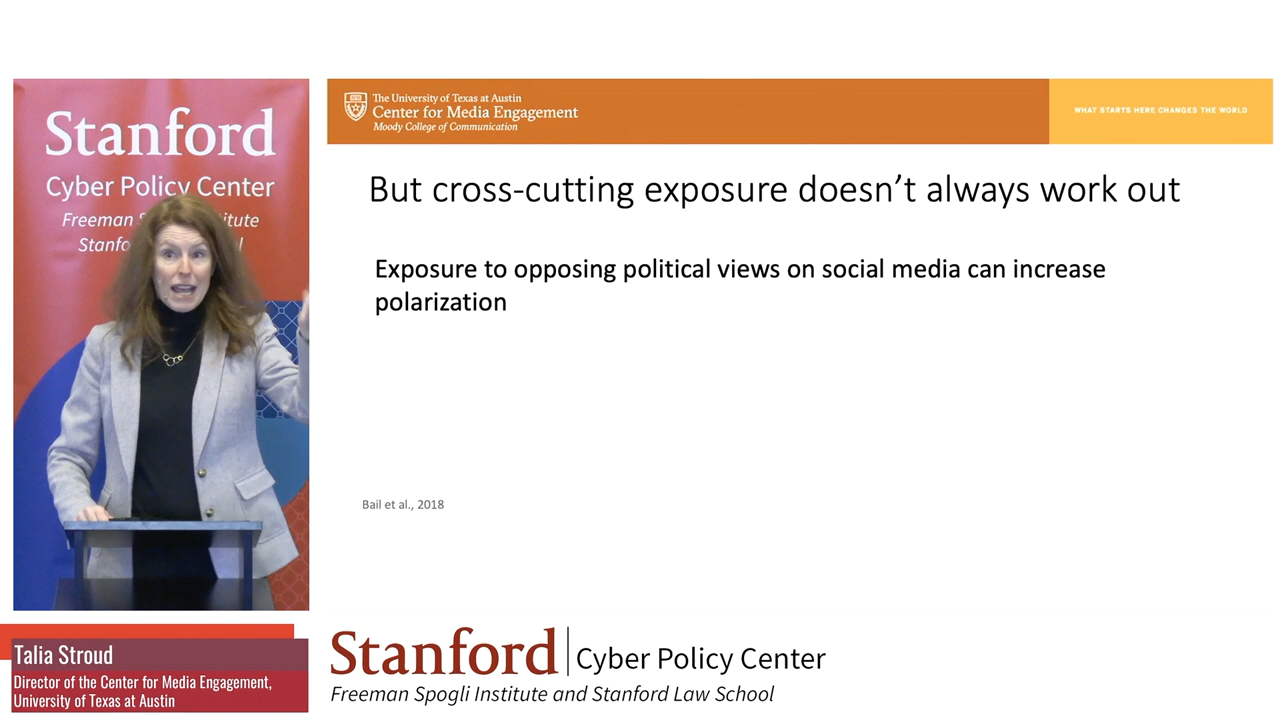 Stanford
Cyber Policy Center
Freeman Sp itute
Stanfo l
The University of Texas at Austin
Center for Media Engagement
Moody College of Communication
WHAT STARTS HERE CHANGES THE WORLD
But cross-cutting exposure doesn’t always work out
Exposure to opposing political views on social media can increase
polarization
Bail et al., 2018
Talia Stroud
Director of the Center for Media Engagement,
University of Texas at Austin
Stanford | Cyber Policy Center
Freeman Spogli Institute and Stanford Law School